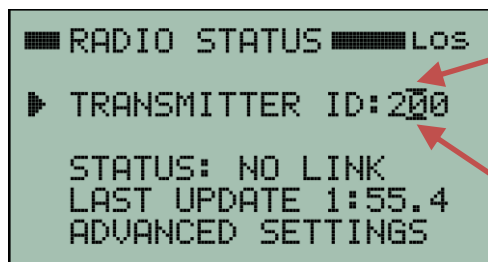 RADIO STATUS LOS
TRANSMITTER ID:200
STATUS: NO LINK
LAST UPDATE 1:55.4
ADVANCED SETTINGS